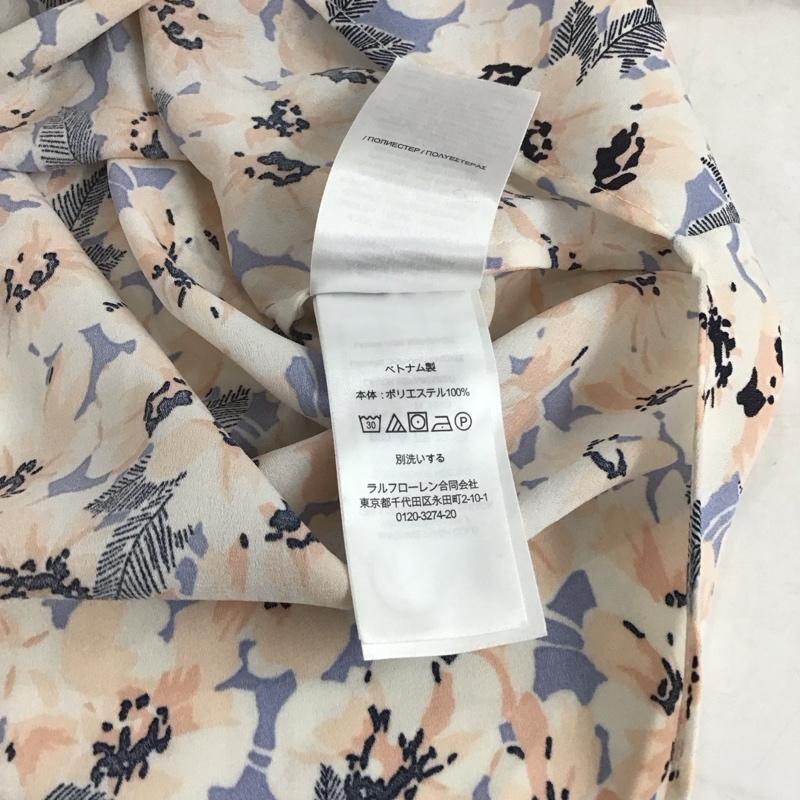 / ПОЛИЕСТЕР / ΠΟΛΥΕΣΤΕΡΑΣ
ベトナム製
本体 : ポリエステル100%
30 P
別洗いする
ラルフローレン合同会社
東京都千代田区永田町2-10-1
0120-3274-20